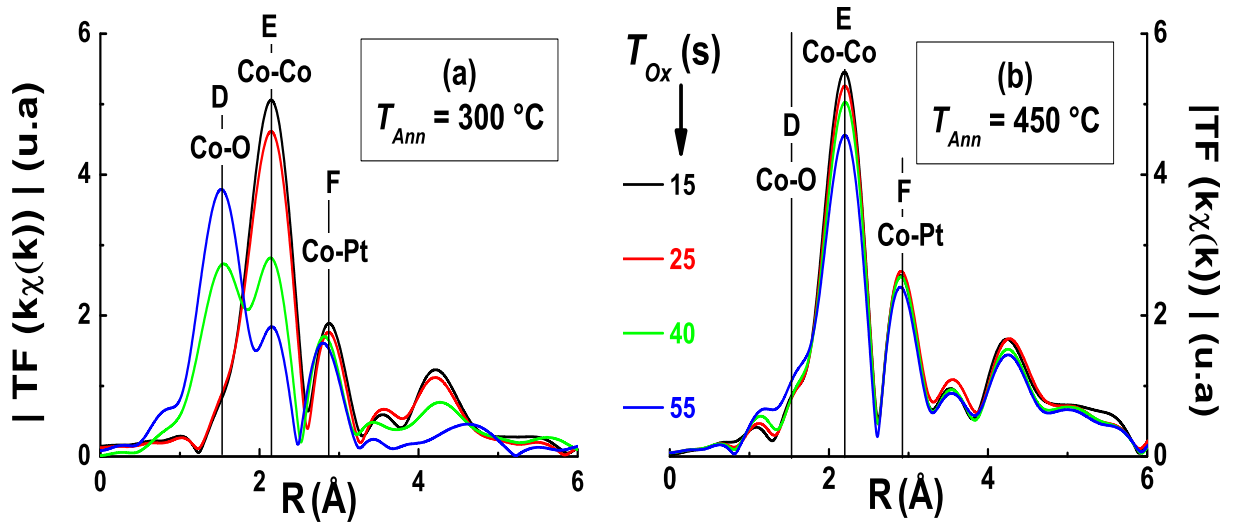 | TF (kχ(k)) | (u.a)
6
4
2
0
0
2
4
6
R (Å)
E
Co-Co
D
Co-O
F
Co-Pt
(a)
T_Ann = 300 °C
T_Ox (s)
15
25
40
55
E
Co-Co
D
Co-O
F
Co-Pt
(b)
T_Ann = 450 °C
0
2
4
6
R (Å)
6
4
2
0
|TF (kχ(k)) | (u.a)